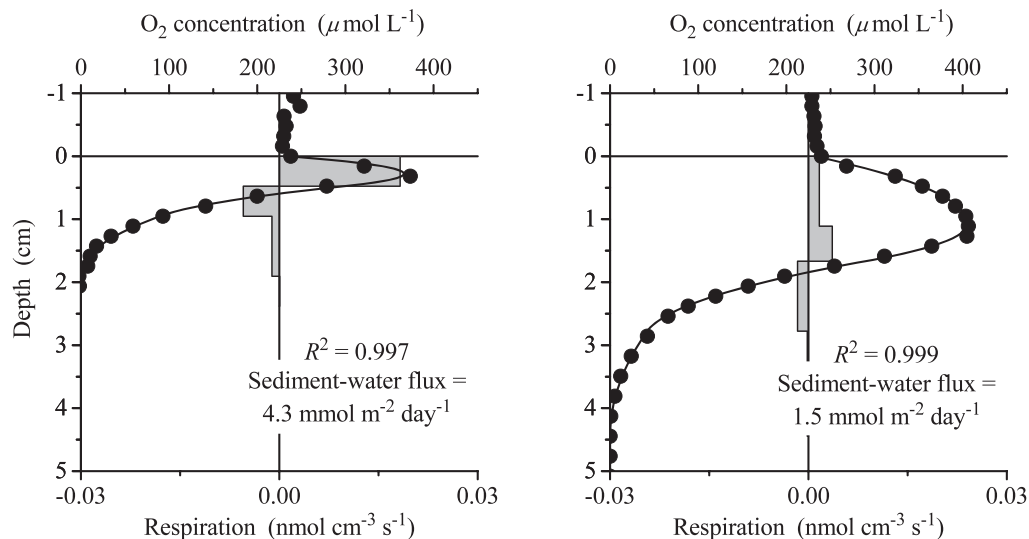 O₂ concentration (μmol L⁻¹)
0 100 200 300 400
-1
0
1
2
3
4
5
Depth (cm)
R² = 0.997
Sediment-water flux =
4.3 mmol m⁻² day⁻¹
-0.03 0.00 0.03
Respiration (nmol cm⁻³ s⁻¹)
O₂ concentration (μmol L⁻¹)
0 100 200 300 400
-1
0
1
2
3
4
5
R² = 0.999
Sediment-water flux =
1.5 mmol m⁻² day⁻¹
-0.03 0.00 0.03
Respiration (nmol cm⁻³ s⁻¹)